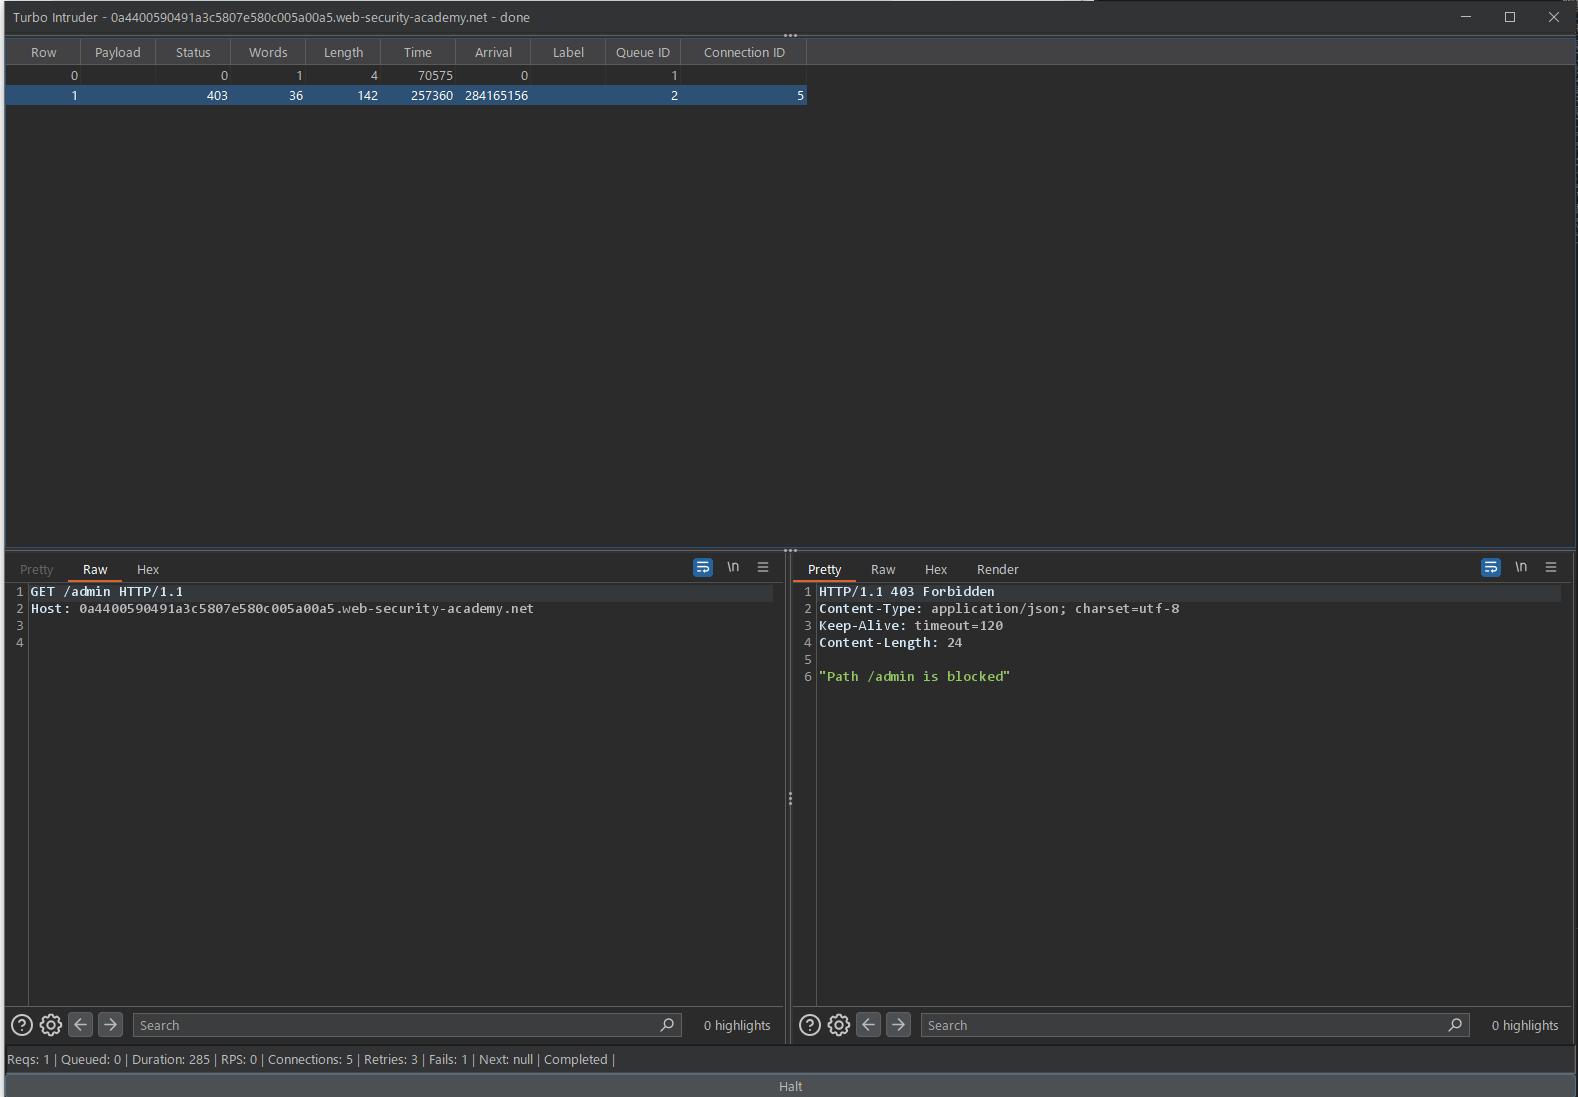 Turbo Intruder - 0a4400590491a3c5807e580c005a00a5.web-security-academy.net - done
Row Payload Status Words Length Time Arrival Label Queue ID Connection ID
0 0 1 4 70575 0 1
1 403 36 142 257360 284165156 2 5
Pretty Raw Hex \n
1 GET /admin HTTP/1.1
2 Host: 0a4400590491a3c5807e580c005a00a5.web-security-academy.net
3
4
Search 0 highlights
Pretty Raw Hex Render \n
1 HTTP/1.1 403 Forbidden
2 Content-Type: application/json; charset=utf-8
3 Keep-Alive: timeout=120
4 Content-Length: 24
5
6 "Path /admin is blocked"
Search 0 highlights
Reqs: 1 | Queued: 0 | Duration: 285 | RPS: 0 | Connections: 5 | Retries: 3 | Fails: 1 | Next: null | Completed |
Halt